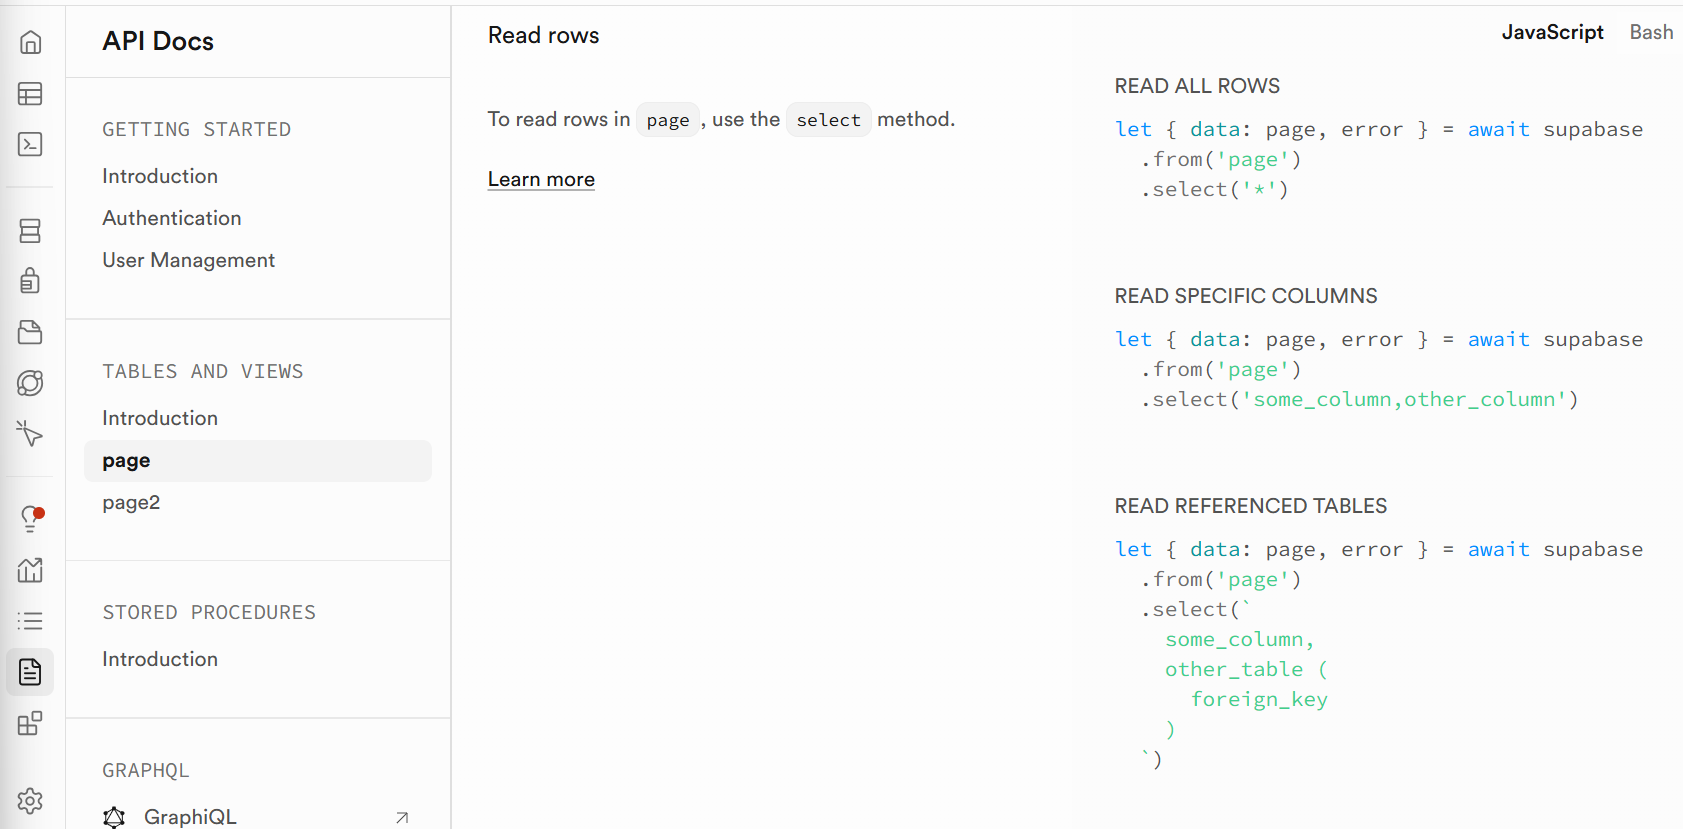 API Docs
GETTING STARTED
Introduction
Authentication
User Management
TABLES AND VIEWS
Introduction
page
page2
STORED PROCEDURES
Introduction
GRAPHQL
GraphiQL
Read rows
To read rows in page, use the select method.
Learn more
JavaScript Bash
READ ALL ROWS
let { data: page, error } = await supabase
  .from('page')
  .select('*')
READ SPECIFIC COLUMNS
let { data: page, error } = await supabase
  .from('page')
  .select('some_column,other_column')
READ REFERENCED TABLES
let { data: page, error } = await supabase
  .from('page')
  .select(`
    some_column,
    other_table (
      foreign_key
    )
  `)